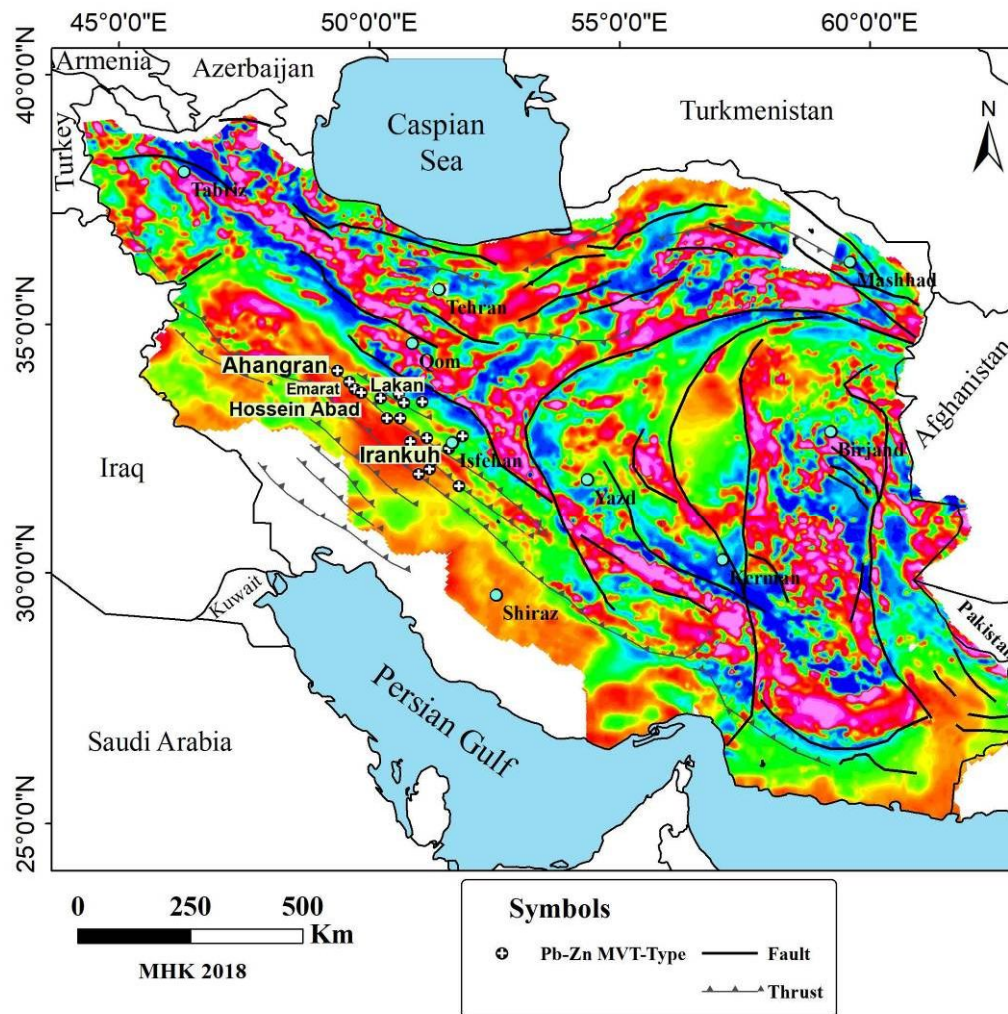 45°0'0"E 50°0'0"E 55°0'0"E 60°0'0"E
40°0'0"N
35°0'0"N
30°0'0"N
25°0'0"N
Armenia
Azerbaijan
Turkey
Caspian
Sea
Turkmenistan
N
Tabriz
Tehran
Mashhad
Qom
Ahangran
Emarat
Lakan
Hossein Abad
Irankuh
Isfehan
Afghanistan
Birjand
Iraq
Yazd
Kerman
Kuwait
Shiraz
Pakistan
Persian Gulf
Saudi Arabia
0 250 500
Km
MHK 2018
Symbols
Pb-Zn MVT-Type
Fault
Thrust